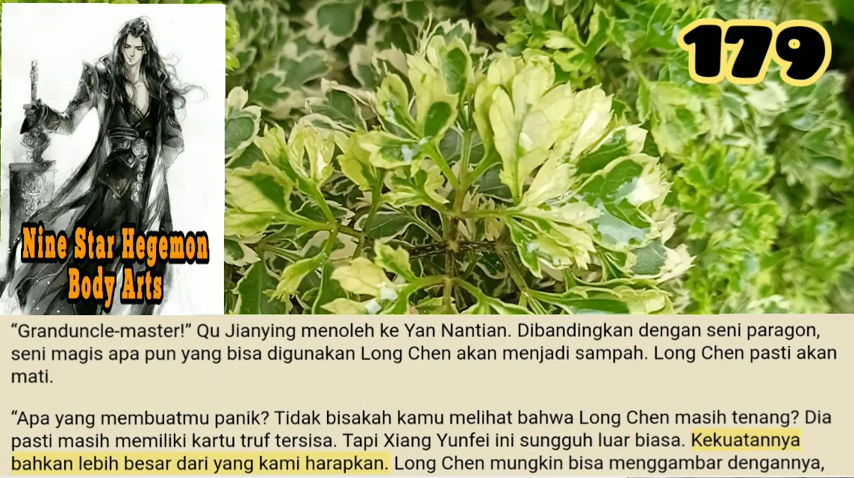 179
Nine Star Hegemon
Body Arts
“Granduncle-master!” Qu Jianying menoleh ke Yan Nantian. Dibandingkan dengan seni paragon,
seni magis apa pun yang bisa digunakan Long Chen akan menjadi sampah. Long Chen pasti akan
mati.
“Apa yang membuatmu panik? Tidak bisakah kamu melihat bahwa Long Chen masih tenang? Dia
pasti masih memiliki kartu truf tersisa. Tapi Xiang Yunfei ini sungguh luar biasa. Kekuatannya
bahkan lebih besar dari yang kami harapkan. Long Chen mungkin bisa menggambar dengannya,